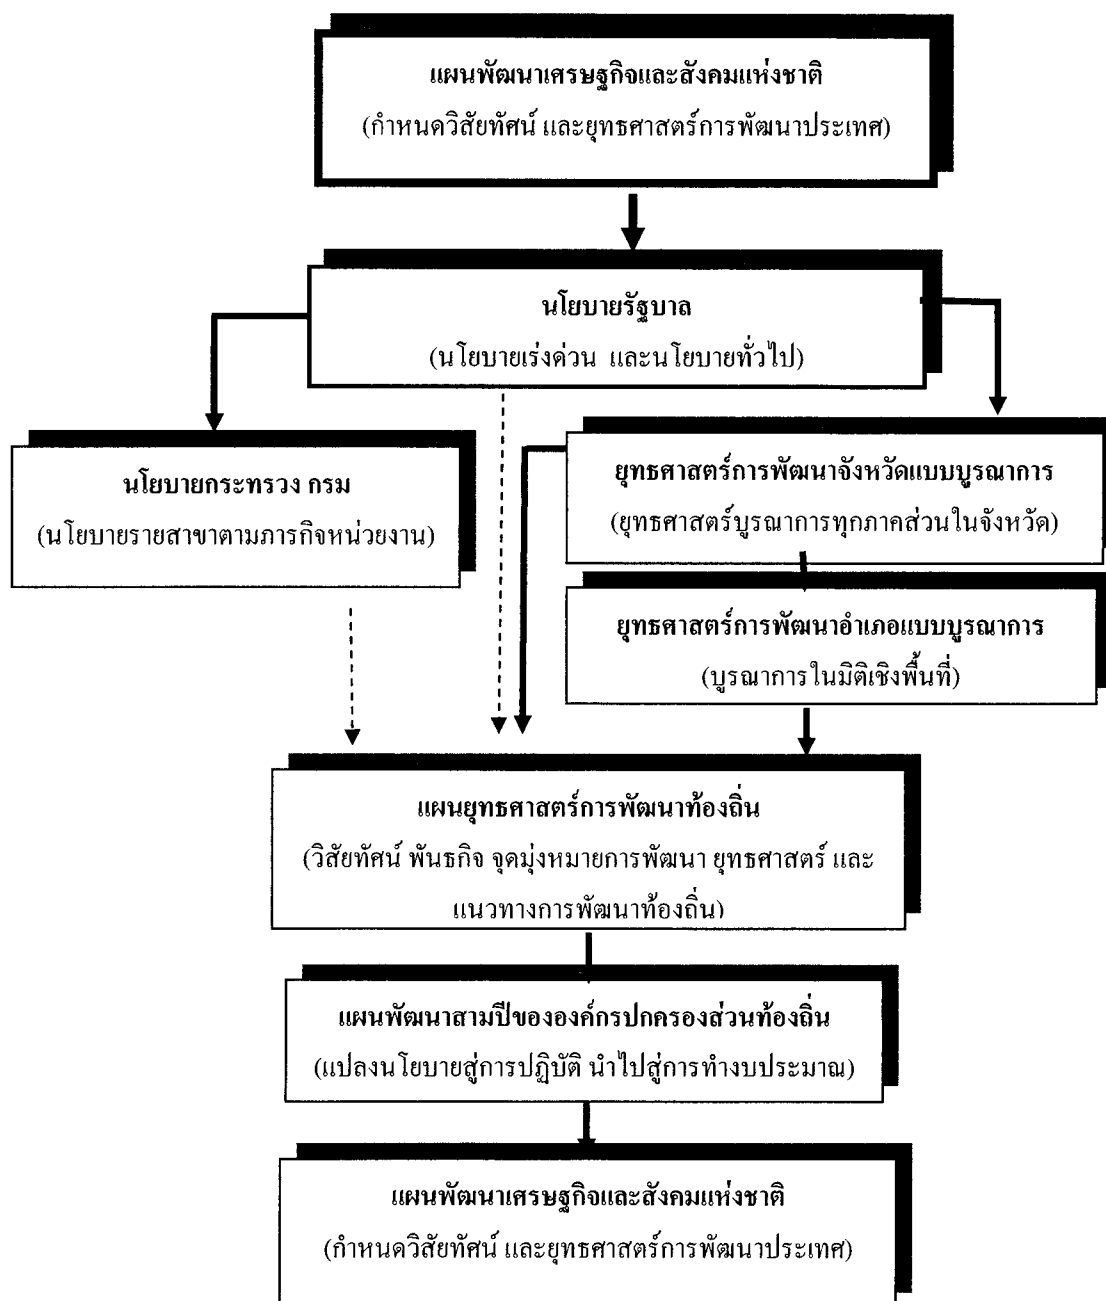 แผนพัฒนาเศรษฐกิจและสังคมแห่งชาติ
(กำหนดวิสัยทัศน์ และยุทธศาสตร์การพัฒนาประเทศ)
นโยบายรัฐบาล
(นโยบายเร่งด่วน และนโยบายทั่วไป)
นโยบายกระทรวง กรม
(นโยบายรายสาขาตามภารกิจหน่วยงาน)
ยุทธศาสตร์การพัฒนาจังหวัดแบบบูรณาการ
(ยุทธศาสตร์บูรณาการทุกภาคส่วนในจังหวัด)
ยุทธศาสตร์การพัฒนาอำเภอแบบบูรณาการ
(บูรณาการในมิติเชิงพื้นที่)
แผนยุทธศาสตร์การพัฒนาท้องถิ่น
(วิสัยทัศน์ พันธกิจ จุดมุ่งหมายการพัฒนา ยุทธศาสตร์ และ
แนวทางการพัฒนาท้องถิ่น)
แผนพัฒนาสามปีขององค์กรปกครองส่วนท้องถิ่น
(แปลงนโยบายสู่การปฏิบัติ นำไปสู่การทำงบประมาณ)
แผนพัฒนาเศรษฐกิจและสังคมแห่งชาติ
(กำหนดวิสัยทัศน์ และยุทธศาสตร์การพัฒนาประเทศ)